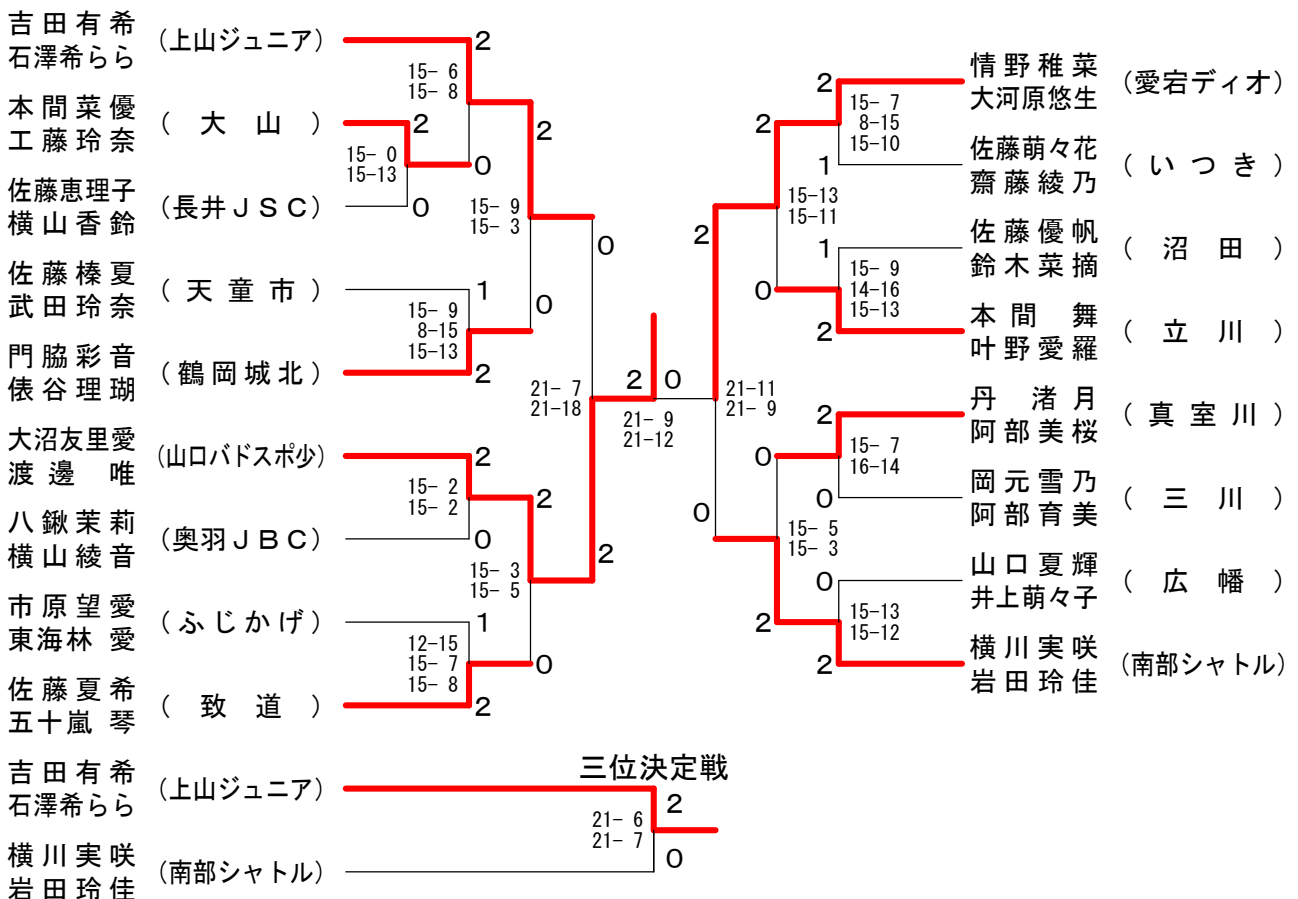 吉田有希
石澤希らら
(上山ジュニア)
2
15- 6
15- 8
本間菜優
工藤玲奈
(大山)
2
0
15- 0
15-13
佐藤恵理子
横山香鈴
(長井ＪＳＣ)
0
2
15- 9
15- 3
0
佐藤榛夏
武田玲奈
(天童市)
1
15- 9
8-15
15-13
0
門脇彩音
俵谷理瑚
(鶴岡城北)
2
21- 7
21-18
大沼友里愛
渡邊唯
(山口バドスポ少)
2
15- 2
15- 2
2
八鍬茉莉
横山綾音
(奥羽ＪＢＣ)
0
15- 3
15- 5
2
市原望愛
東海林愛
(ふじかげ)
1
12-15
15- 7
15- 8
0
佐藤夏希
五十嵐琴
(致道)
2
2 0
21- 9
21-12
情野稚菜
大河原悠生
(愛宕ディオ)
2
15- 7
8-15
15-10
2
佐藤萌々花
齋藤綾乃
(いつき)
1
15-13
15-11
2
佐藤優帆
鈴木菜摘
(沼田)
1
15- 9
14-16
15-13
0
本間舞
叶野愛羅
(立川)
2
21-11
21- 9
丹渚月
阿部美桜
(真室川)
2
15- 7
16-14
0
岡元雪乃
阿部育美
(三川)
0
15- 5
15- 3
0
山口夏輝
井上萌々子
(広幡)
0
15-13
15-12
2
横川実咲
岩田玲佳
(南部シャトル)
2
三位決定戦
吉田有希
石澤希らら
(上山ジュニア)
2
21- 6
21- 7
横川実咲
岩田玲佳
(南部シャトル)
0